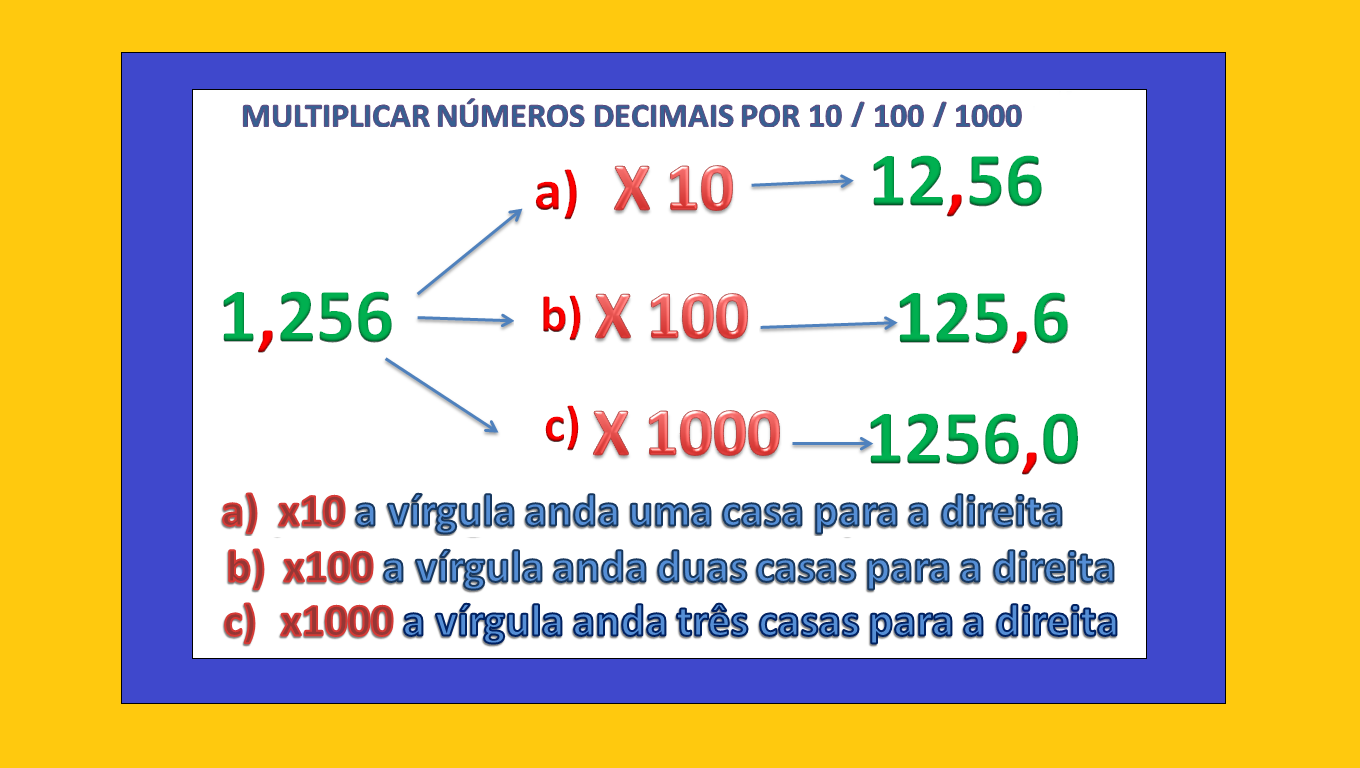 MULTIPLICAR NÚMEROS DECIMAIS POR 10 / 100 / 1000
a) X 10 12,56
1,256 b) X 100 125,6
c) X 1000 1256,0
a) x10 a vírgula anda uma casa para a direita
b) x100 a vírgula anda duas casas para a direita
c) x1000 a vírgula anda três casas para a direita